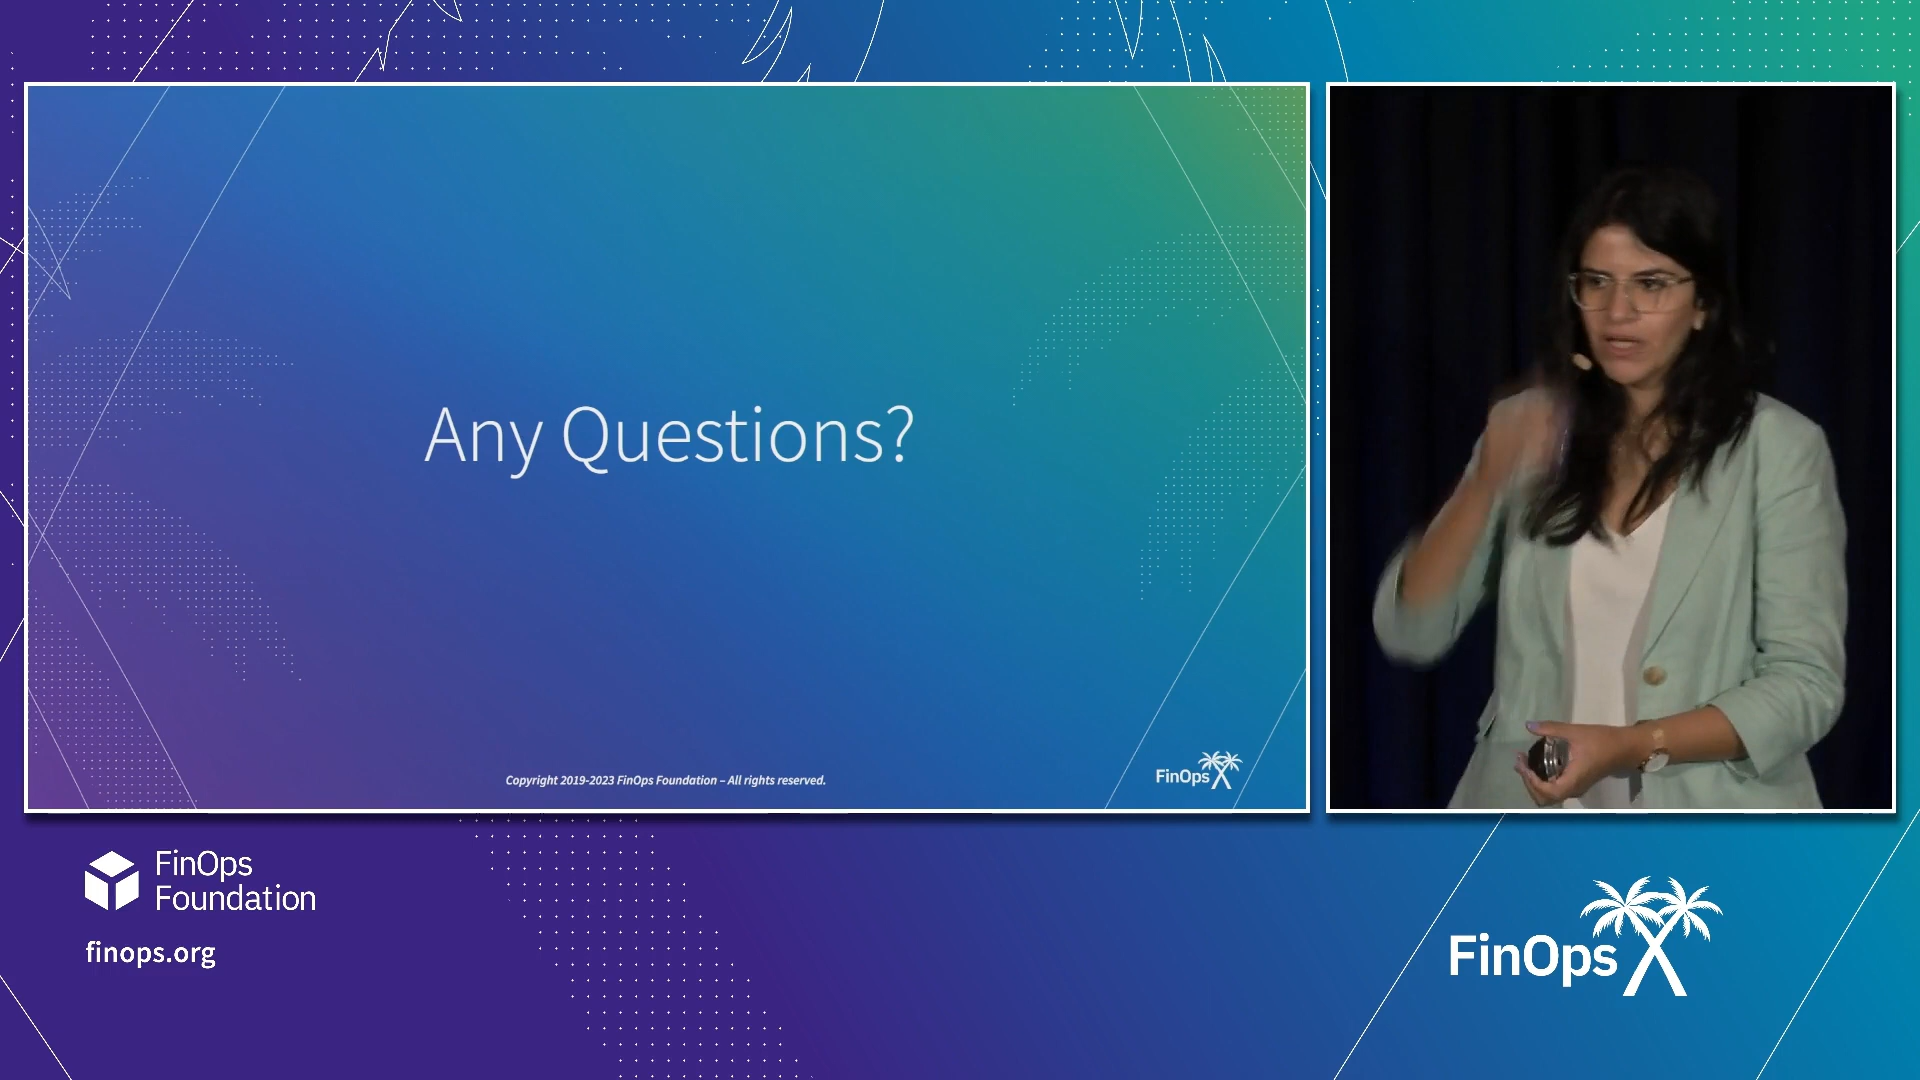 Any Questions?
Copyright 2019-2023 FinOps Foundation – All rights reserved.
FinOps X
FinOps
Foundation
finops.org
FinOps X